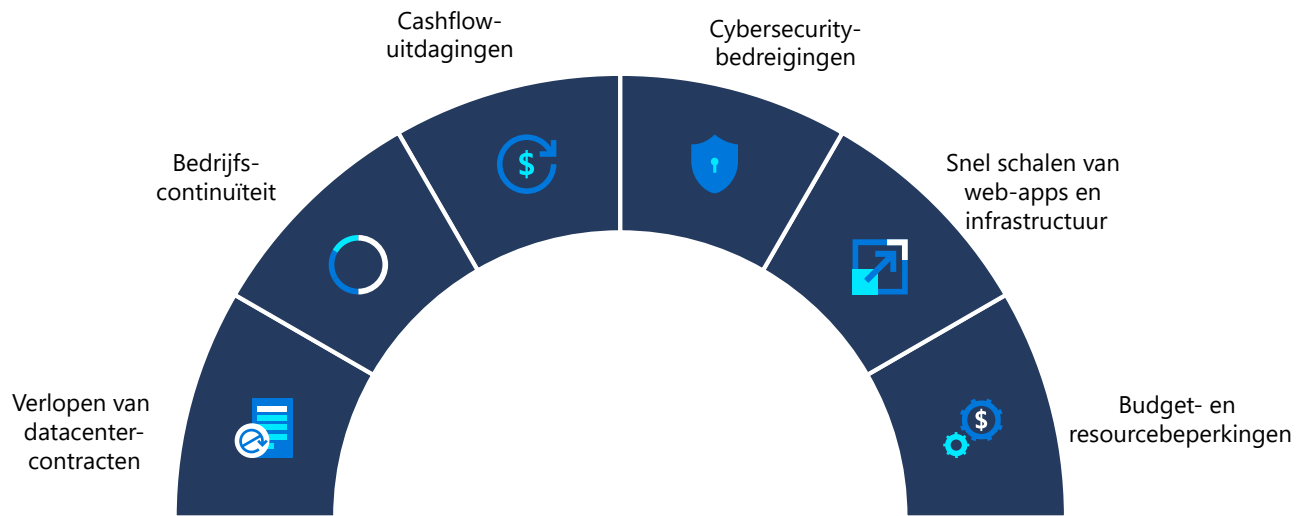 Cashflow-
uitdagingen
Cybersecurity-
bedreigingen
Bedrijfs-
continuïteit
$
Snel schalen van
web-apps en
infrastructuur
Verlopen van
datacenter-
contracten
$
Budget- en
resourcebeperkingen